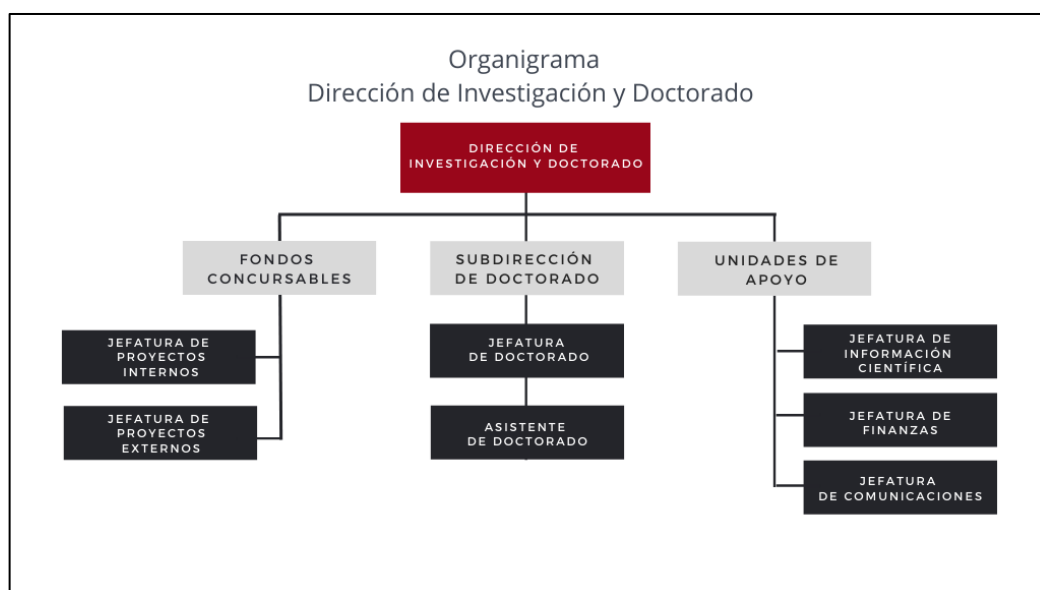 Organigrama
Dirección de Investigación y Doctorado
DIRECCIÓN DE
INVESTIGACIÓN Y DOCTORADO
FONDOS
CONCURSABLES
SUBDIRECCIÓN
DE DOCTORADO
UNIDADES DE
APOYO
JEFATURA DE
PROYECTOS
INTERNOS
JEFATURA DE
PROYECTOS
EXTERNOS
JEFATURA
DE DOCTORADO
ASISTENTE
DE DOCTORADO
JEFATURA DE
INFORMACIÓN
CIENTÍFICA
JEFATURA DE
FINANZAS
JEFATURA
DE COMUNICACIONES